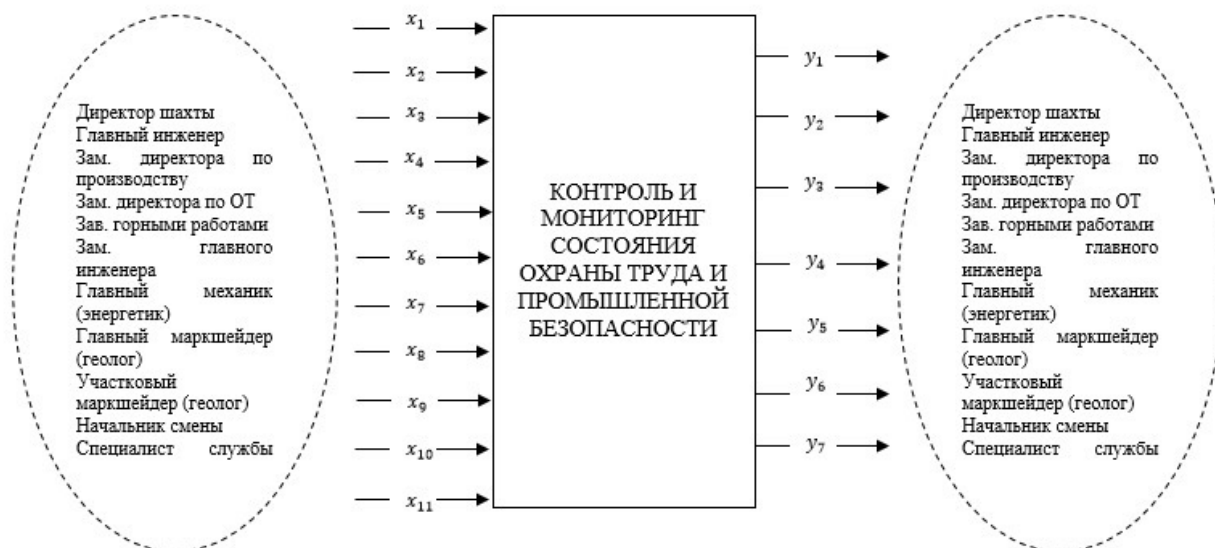 Директор шахты
Главный инженер
Зам. директора по
производству
Зам. директора по ОТ
Зав. горными работами
Зам. главного
инженера
Главный механик
(энергетик)
Главный маркшейдер
(геолог)
Участковый
маркшейдер (геолог)
Начальник смены
Специалист службы
x₁
x₂
x₃
x₄
x₅
x₆
x₇
x₈
x₉
x₁₀
x₁₁
КОНТРОЛЬ И
МОНИТОРИНГ
СОСТОЯНИЯ
ОХРАНЫ ТРУДА И
ПРОМЫШЛЕННОЙ
БЕЗОПАСНОСТИ
y₁
y₂
y₃
y₄
y₅
y₆
y₇
Директор шахты
Главный инженер
Зам. директора по
производству
Зам. директора по ОТ
Зав. горными работами
Зам. главного
инженера
Главный механик
(энергетик)
Главный маркшейдер
(геолог)
Участковый
маркшейдер (геолог)
Начальник смены
Специалист службы